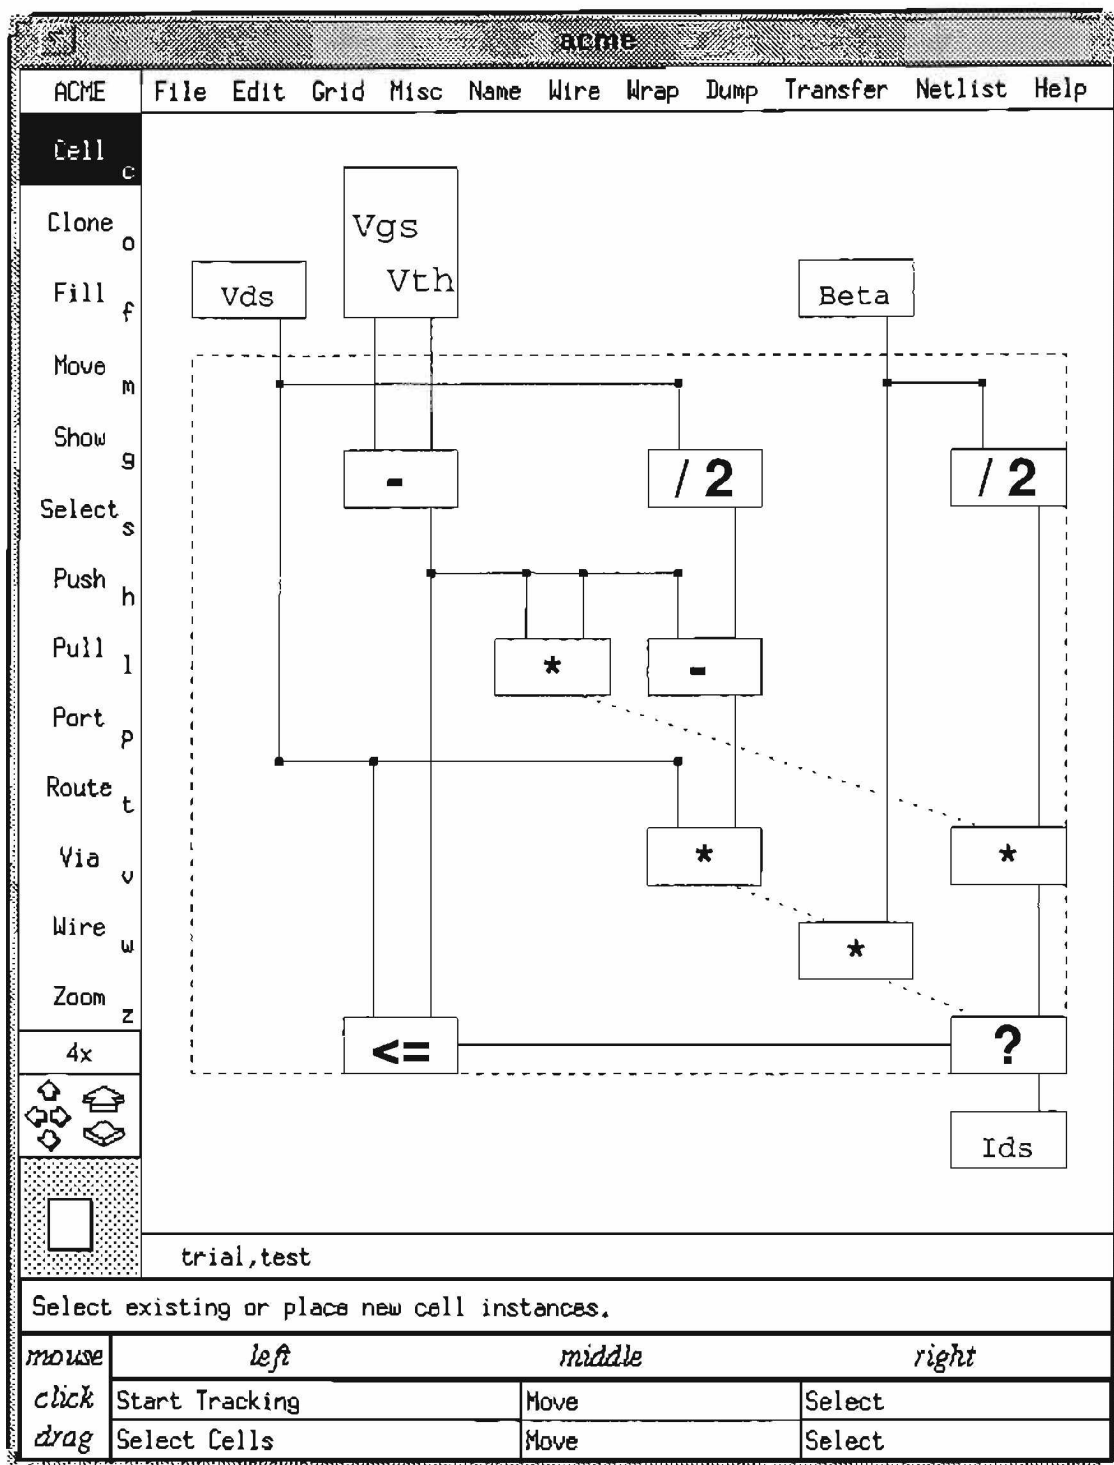 acme
ACME File Edit Grid Misc Name Wire Wrap Dump Transfer Netlist Help
Cell c
Clone o
Fill f
Move m
Show g
Select s
Push h
Pull l
Port p
Route t
Via v
Wire w
Zoom z
4x
Vgs
Vth
Vds
Beta
-
/ 2
/ 2
*
-
*
*
*
<=
?
Ids
trial,test
Select existing or place new cell instances.
mouse left middle right
click Start Tracking Move Select
drag Select Cells Move Select